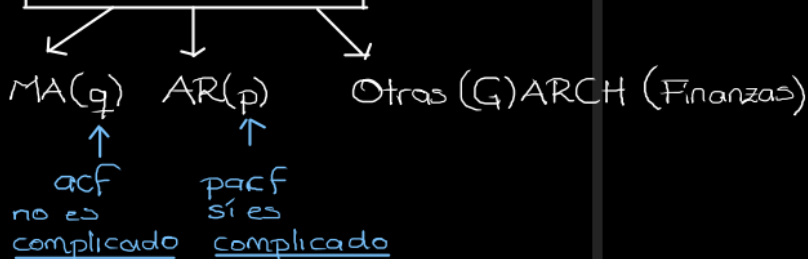 MA(q) AR(p) Otras (G)ARCH (Finanzas)
acf pacf
no es sí es
complicado complicado